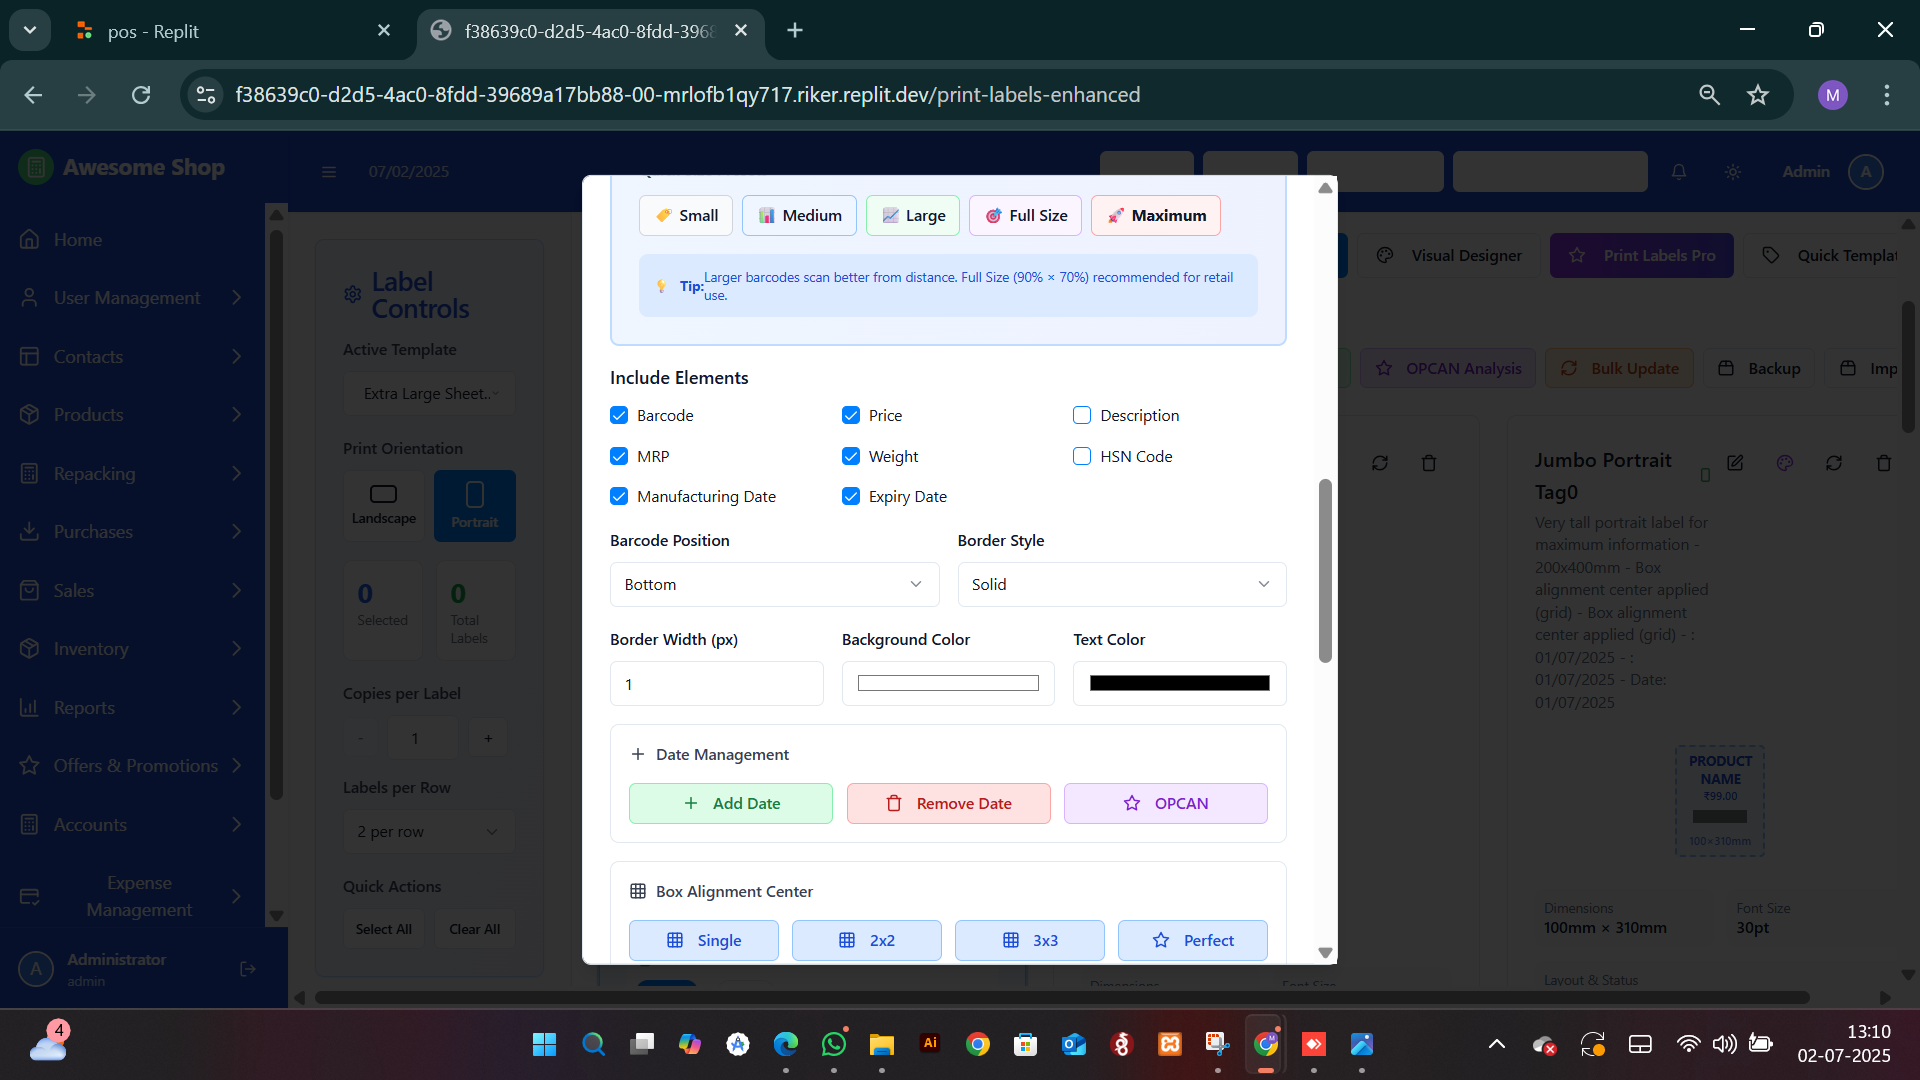 pos - Replit
f38639c0-d2d5-4ac0-8fdd-3968
f38639c0-d2d5-4ac0-8fdd-39689a17bb88-00-mrlofb1qy717.riker.replit.dev/print-labels-enhanced
M
Awesome Shop
07/02/2025
Admin
A
Home
User Management
Contacts
Products
Repacking
Purchases
Sales
Inventory
Reports
Offers & Promotions
Accounts
Expense
Management
A
Administrator
admin
Label
Controls
Active Template
Extra Large Sheet..
Print Orientation
Landscape
Portrait
0
Selected
0
Total
Labels
Copies per Label
-
1
+
Labels per Row
2 per row
Quick Actions
Select All
Clear All
Small
Medium
Large
Full Size
Maximum
Tip:
Larger barcodes scan better from distance. Full Size (90% × 70%) recommended for retail
use.
Include Elements
Barcode
Price
Description
MRP
Weight
HSN Code
Manufacturing Date
Expiry Date
Barcode Position
Border Style
Bottom
Solid
Border Width (px)
Background Color
Text Color
1
Date Management
Add Date
Remove Date
OPCAN
Box Alignment Center
Single
2x2
3x3
Perfect
Visual Designer
Print Labels Pro
Quick Templat
OPCAN Analysis
Bulk Update
Backup
Imp
Jumbo Portrait
Tag0
Very tall portrait label for
maximum information -
200x400mm - Box
alignment center applied
(grid) - Box alignment
center applied (grid) - :
01/07/2025 - :
01/07/2025 - Date:
01/07/2025
PRODUCT
NAME
₹99.00
100×310mm
Dimensions
100mm × 310mm
Font Size
30pt
Layout & Status
Dimensions
Font Size
4
Ai
13:10
02-07-2025